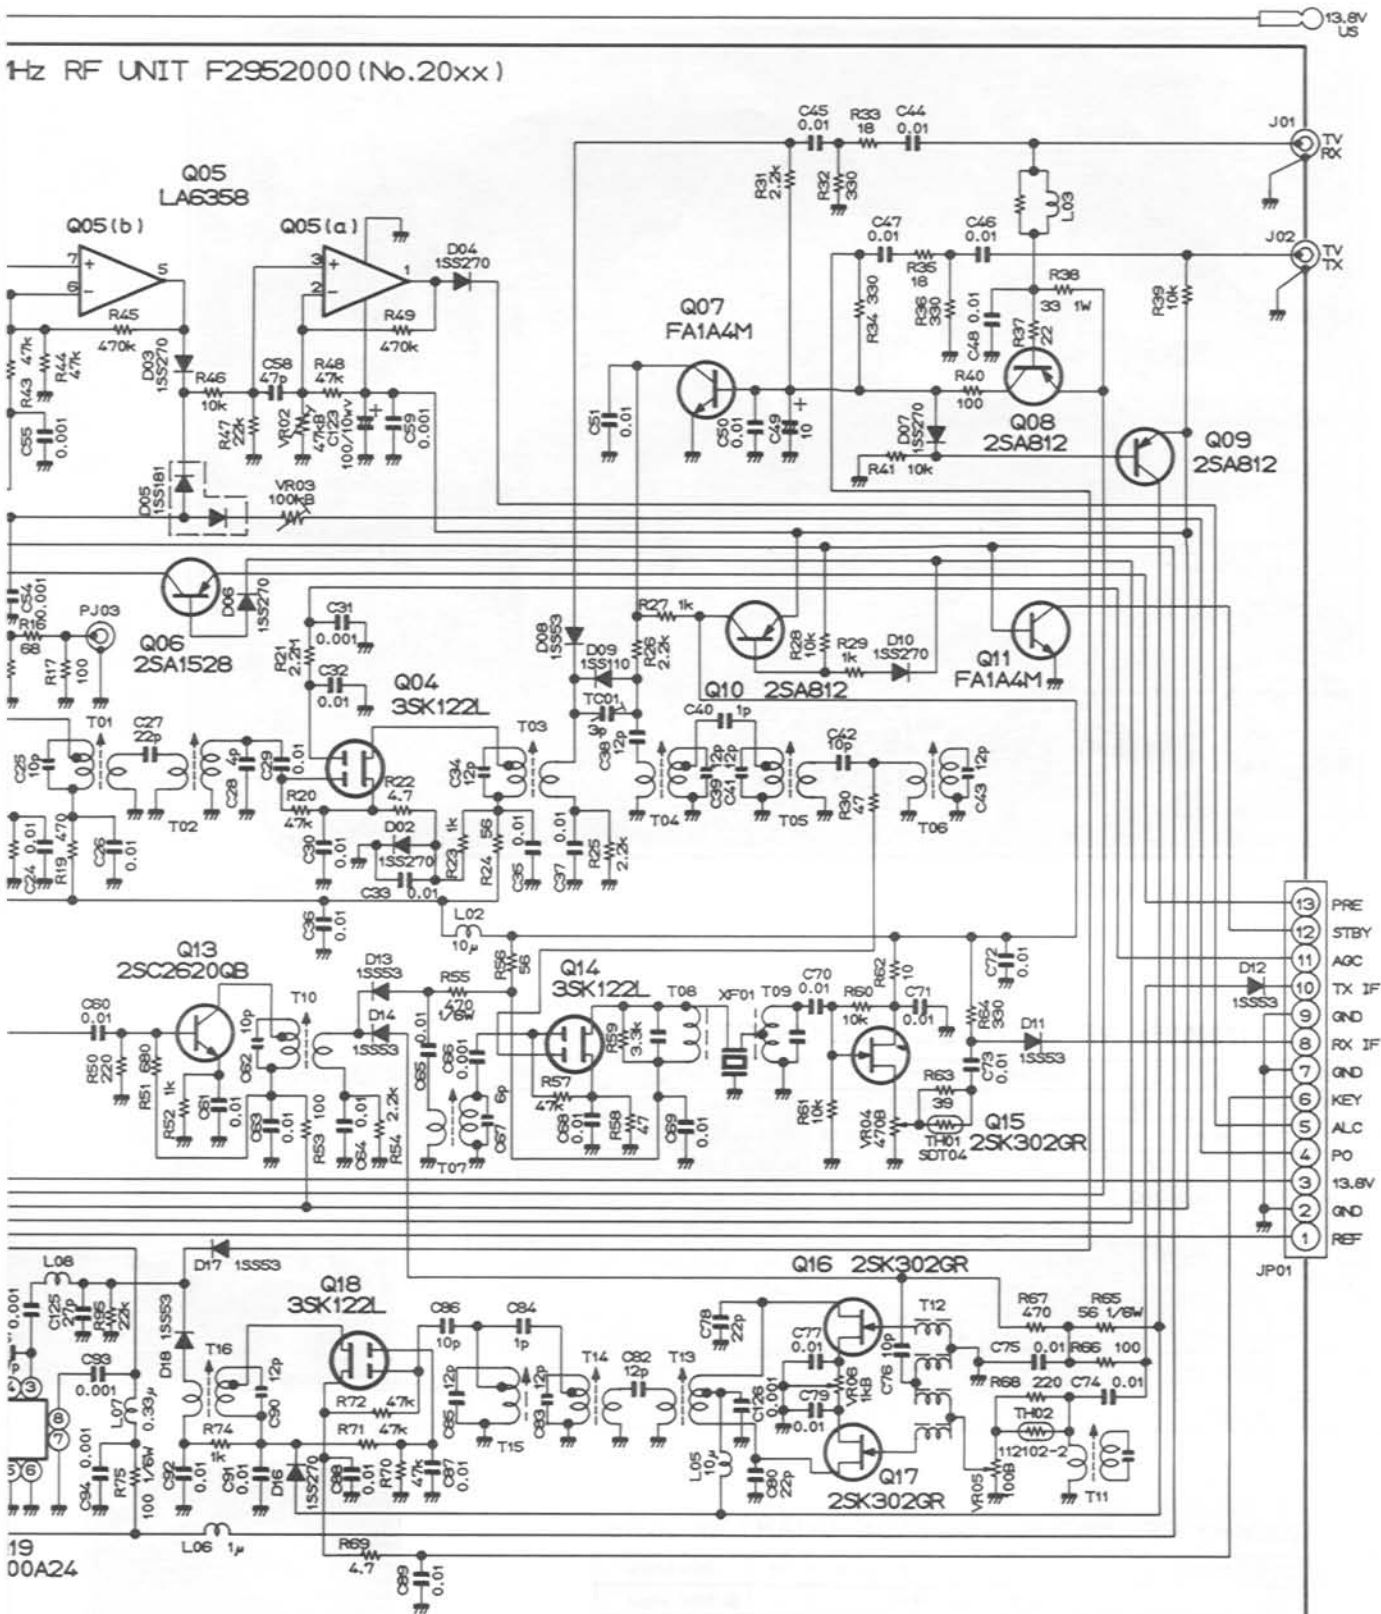 13.8V
US
1Hz RF UNIT F2952000(No.20xx)
C45
0.01
R33
18
C44
0.01
J01
TV
RX
Q05
LA6358
R31
2.2k
R32
330
L03
Q05(b)
Q05(a)
C47
0.01
C46
0.01
J02
TV
TX
7
+
6
-
5
3
+
2
-
1
D04
1SS270
R35
18
R34
330
R36
330
R38
33 1W
R39
10k
Q07
FA1A4M
C48 0.01
R37
22
R45
470k
R49
470k
R43
47k
R44
47k
D03
1SS270
R46
10k
C58
47p
R48
47k
R40
100
Q08
2SA812
C55
0.001
R47
22k
VR02
47kB
C123
100/10wv
+
C59
0.001
C51
0.01
C50
0.01
C49
+
10
D07
1SS270
Q09
2SA812
R41 10k
D05
1SS181
VR03
100kB
C54
0.001
R16
68
PJ03
R17
100
Q06
2SA1528
D06
1SS270
C31
0.001
R21
2.2M
C32
0.01
Q04
3SK122L
D08
1SS53
R27 1k
D09
1SS110
R26
2.2k
R28
10k
R29
1k
D10
1SS270
Q11
FA1A4M
Q10 2SA812
TC01
3p
C40
1p
T01
C27
22p
C25
10p
C28
4p
C29
0.01
T03
C34
12p
C38
12p
C39
12p
C41
12p
C42
10p
C43
12p
R22
4.7
R20
47k
T02
T04
T05
T06
R30
47
C24
0.01
R19
470
C26
0.01
C30
0.01
D02
1SS270
R23
1k
R24
56
C35
0.01
C37
0.01
R25
2.2k
C33 0.01
C36
0.01
L02
10μ
13 PRE
12 STBY
11 AGC
10 TX IF
9 GND
8 RX IF
7 GND
6 KEY
5 ALC
4 PO
3 13.8V
2 GND
1 REF
JP01
Q13
2SC2620QB
D13
1SS53
R55
470
1/6W
R56
56
Q14
3SK122L
T08
XF01
T09
C70
0.01
R62
10
C72
0.01
D12
1SS53
C60
0.01
C62
10p
T10
D14
1SS53
R59
3.3k
R60
10k
C71
0.01
R64
330
D11
1SS53
R50
220
R51
680
C65
0.01
C66
0.001
C73
0.01
R52
1k
C61
0.01
C63
0.01
R53
100
C64
0.01
R54
2.2k
T07
C67
6p
R57
47k
C68
0.01
R58
47
C69
0.01
R61
10k
VR04
470B
R63
39
TH01
SDT04
Q15
2SK302GR
L08
D17 1SS53
Q18
3SK122L
Q16 2SK302GR
0.001
C125
27p
R95
22k
D18 1SS53
C86
10p
C84
1p
C78
22p
C77
0.01
T12
R67
470
R65
56 1/6W
C93
0.001
T16
C90
12p
C85
12p
C83
12p
T14
C82
12p
T13
C126
0.001
VR06
1kB
C76
10p
C75
0.01
R66 100
R68 220
C74
0.01
3
8
7
6
L07
0.33μ
R72
47k
C79
0.01
TH02
112102-2
T15
R74
1k
R71
47k
C94
0.001
R75
100 1/6W
C92
0.01
C91
0.01
D16
1SS270
C88
0.01
R70
47k
C87
0.01
L05
10μ
C80
22p
Q17
2SK302GR
VR05
100B
T11
19
00A24
L06 1μ
R69
4.7
C89
0.01